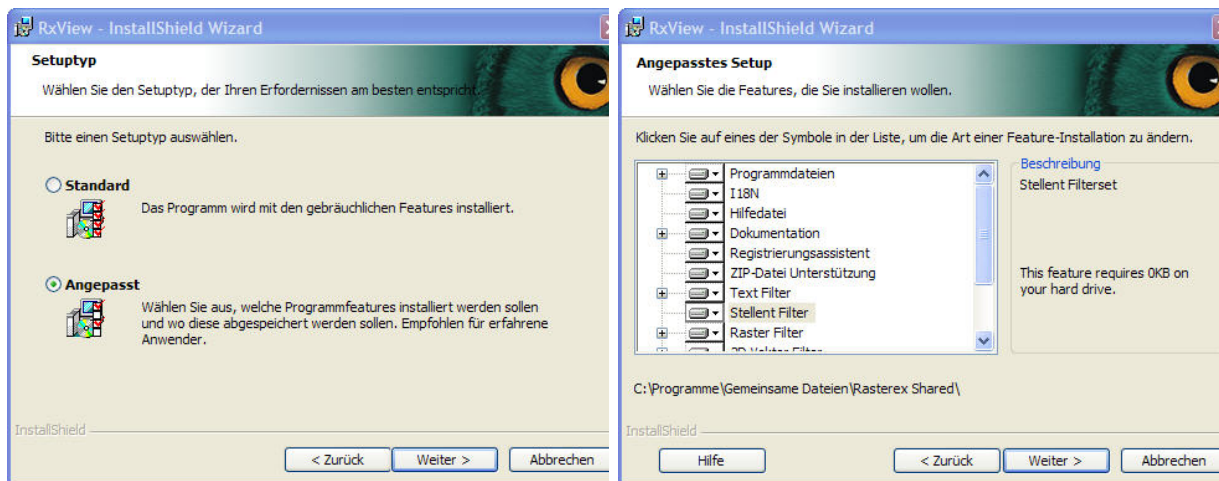 RxView - InstallShield Wizard
Setuptyp
Wählen Sie den Setuptyp, der Ihren Erfordernissen am besten entspricht.
Bitte einen Setuptyp auswählen.
Standard
Das Programm wird mit den gebräuchlichen Features installiert.
Angepasst
Wählen Sie aus, welche Programmfeatures installiert werden sollen
und wo diese abgespeichert werden sollen. Empfohlen für erfahrene
Anwender.
InstallShield
< Zurück
Weiter >
Abbrechen
RxView - InstallShield Wizard
Angepasstes Setup
Wählen Sie die Features, die Sie installieren wollen.
Klicken Sie auf eines der Symbole in der Liste, um die Art einer Feature-Installation zu ändern.
Programmdateien
I18N
Hilfedatei
Dokumentation
Registrierungsassistent
ZIP-Datei Unterstützung
Text Filter
Stellent Filter
Raster Filter
2D Vektor Filter
Beschreibung
Stellent Filterset
This feature requires 0KB on
your hard drive.
C:\Programme\Gemeinsame Dateien\Rasterex Shared\
InstallShield
Hilfe
< Zurück
Weiter >
Abbrechen